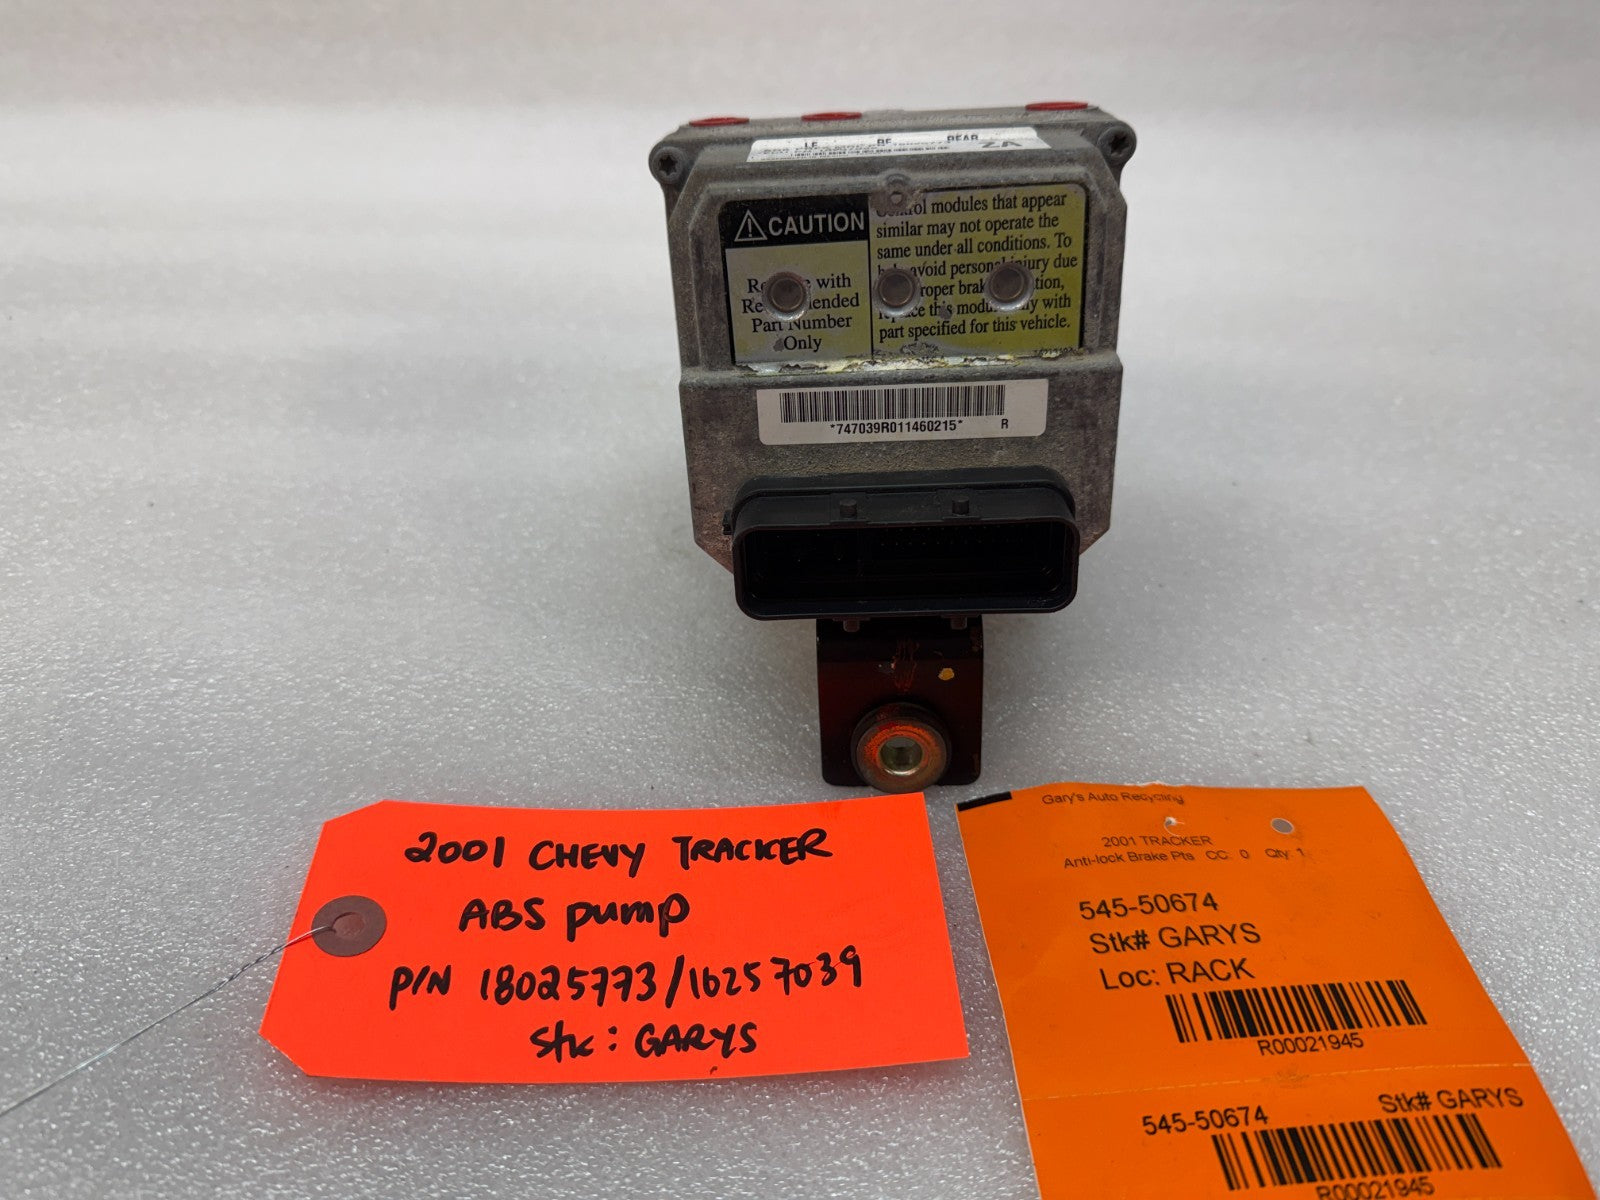 LF RF REAR
ZA
CAUTION
with
Part Number
Only
Control modules that appear
similar may not operate the
same under all conditions. To
avoid personal injury due
replace this module only with
part specified for this vehicle.
*747039R011460215* R
2001 CHEVY TRACKER
ABS pump
P/N 18025773/16257039
Stk: GARYS
Gary's Auto Recycling
2001 TRACKER
Anti-lock Brake Pts CC: 0 Qty: 1
545-50674
Stk# GARYS
Loc: RACK
R00021945
545-50674 Stk# GARYS
R00021945